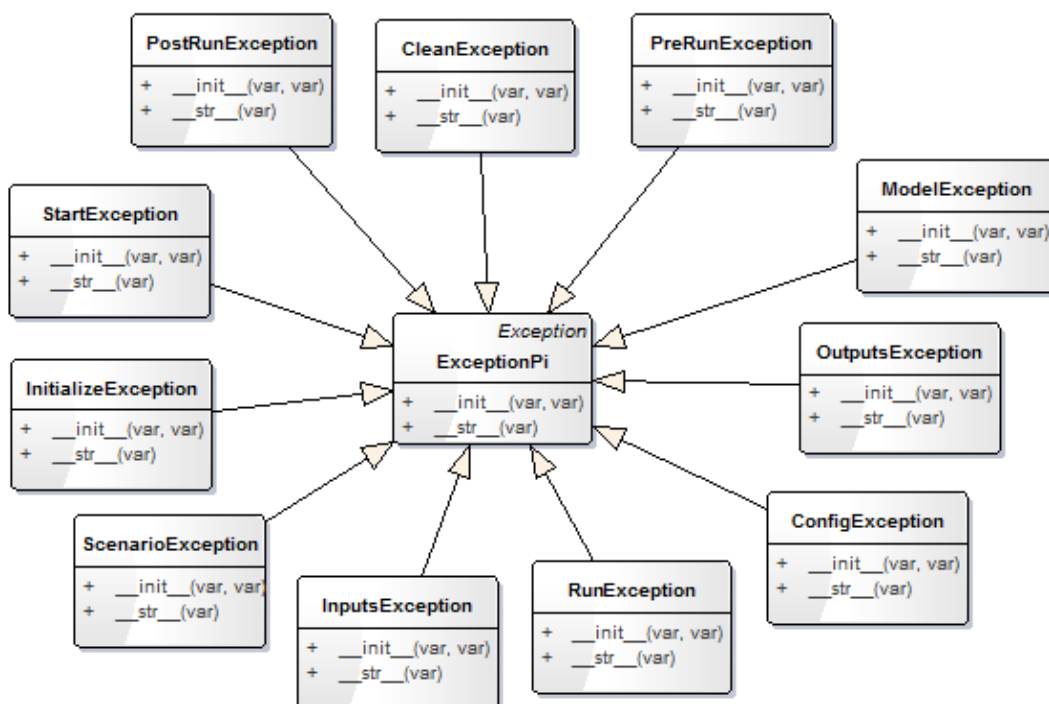 PostRunException
+ __init__(var, var)
+ __str__(var)
CleanException
+ __init__(var, var)
+ __str__(var)
PreRunException
+ __init__(var, var)
+ __str__(var)
StartException
+ __init__(var, var)
+ __str__(var)
ModelException
+ __init__(var, var)
+ __str__(var)
Exception
ExceptionPi
+ __init__(var, var)
+ __str__(var)
OutputsException
+ __init__(var, var)
+ __str__(var)
InitializeException
+ __init__(var, var)
+ __str__(var)
ScenarioException
+ __init__(var, var)
+ __str__(var)
InputsException
+ __init__(var, var)
+ __str__(var)
RunException
+ __init__(var, var)
+ __str__(var)
ConfigException
+ __init__(var, var)
+ __str__(var)